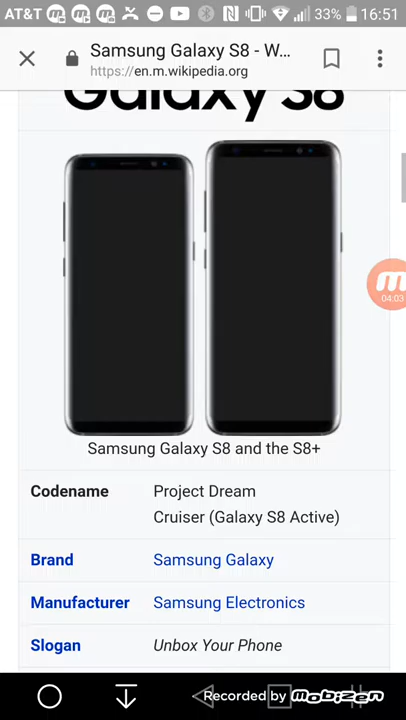 AT&T 33% 16:51
Samsung Galaxy S8 - W...
https://en.m.wikipedia.org
Galaxy S8
04:03
Samsung Galaxy S8 and the S8+
Codename Project Dream
Cruiser (Galaxy S8 Active)
Brand Samsung Galaxy
Manufacturer Samsung Electronics
Slogan Unbox Your Phone
Recorded by Mobizen